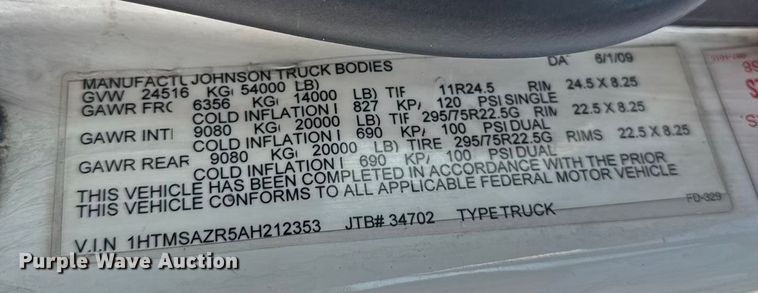 MANUFACTU JOHNSON TRUCK BODIES DA 6/1/09
GVW 24516 KG( 54000 LB)
GAWR FRO 6356 KG( 14000 LB) TIF 11R24.5 RIM 24.5 X 8.25
COLD INFLATION I 827 KP/ 120 PSI SINGLE
GAWR INTI 9080 KG( 20000 LB) TIF 295/75R22.5G RIM 22.5 X 8.25
COLD INFLATION I 690 KP/ 100 PSI DUAL
GAWR REAR 9080 KG( 20000 LB) TIRE 295/75R22.5G RIMS 22.5 X 8.25
COLD INFLATION I 690 KP/ 100 PSI DUAL
THIS VEHICLE HAS BEEN COMPLETED IN ACCORDANCE WITH THE PRIOR
THIS VEHICLE CONFORMS TO ALL APPLICABLE FEDERAL MOTOR VEHICLE
FD-329
V.I.N 1HTMSAZR5AH212353 JTB# 34702 TYPE TRUCK
Purple Wave Auction